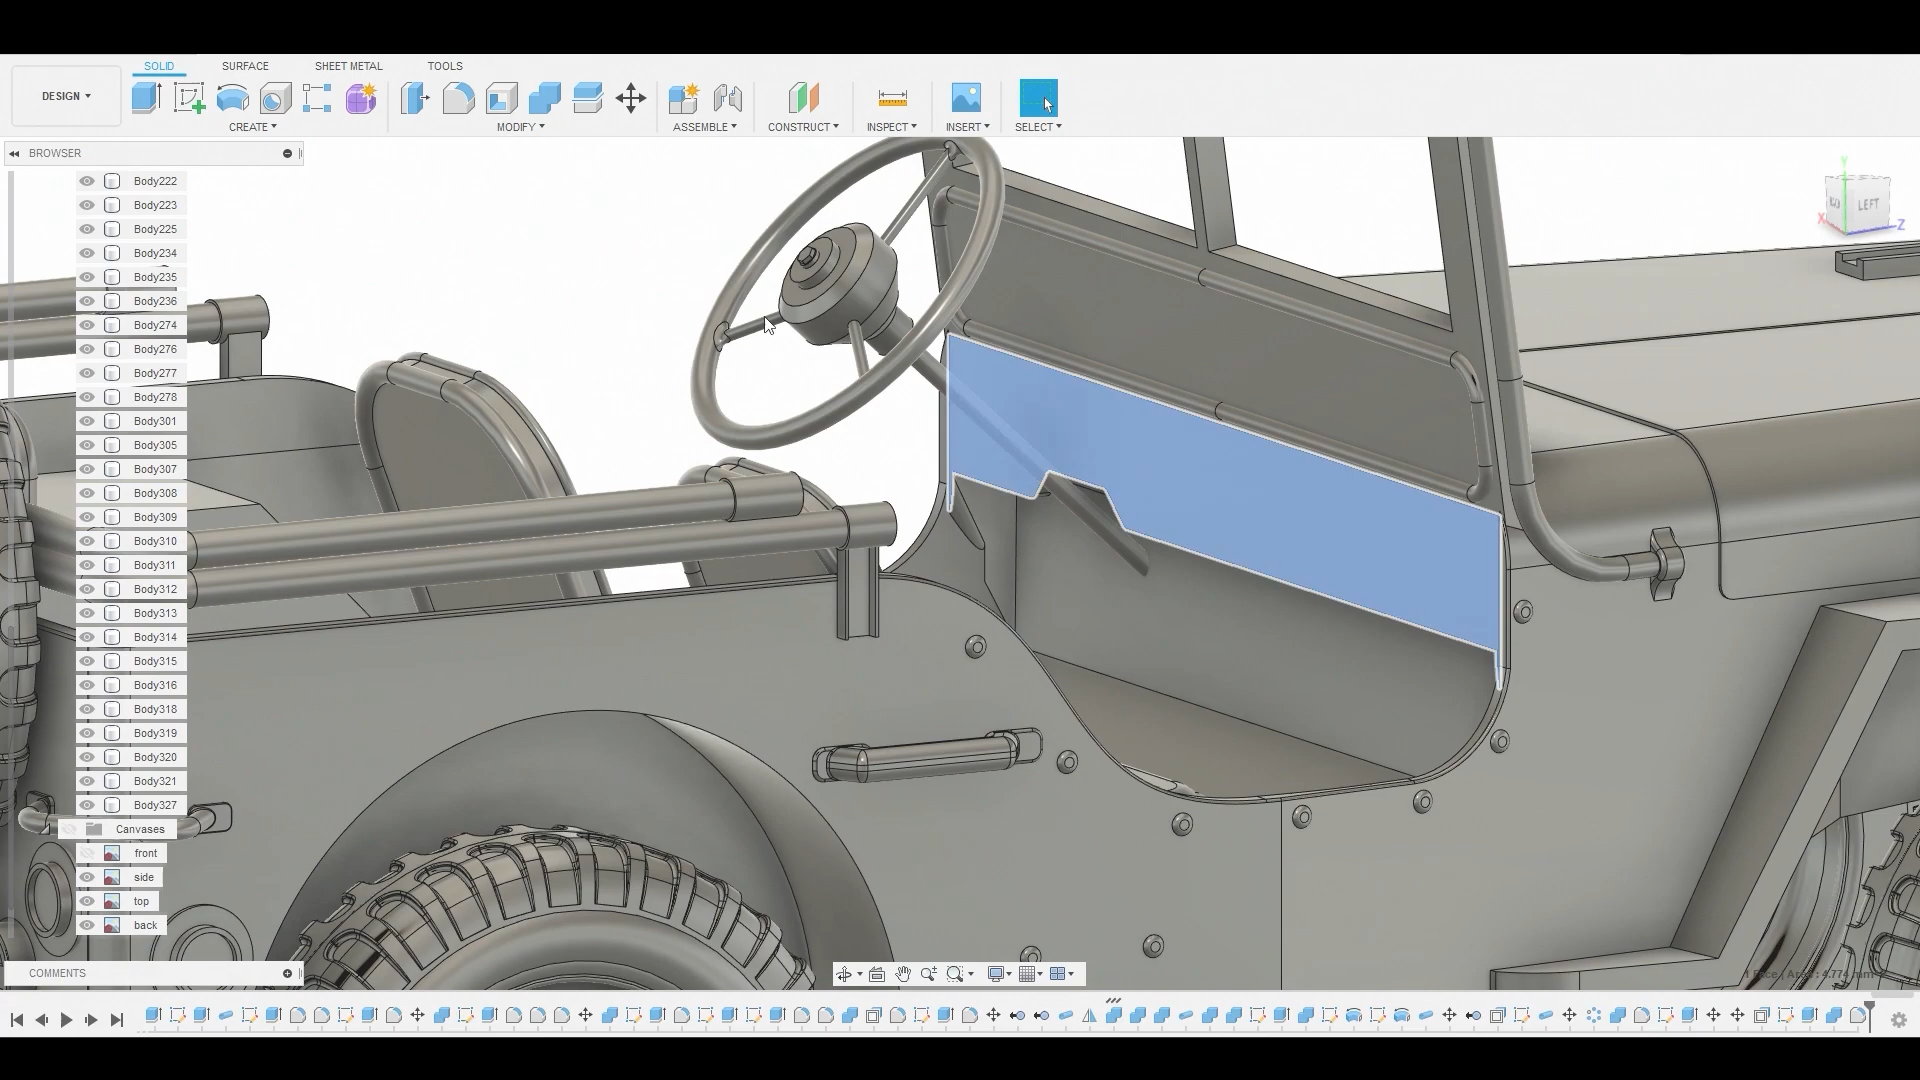 SOLID SURFACE SHEET METAL TOOLS
DESIGN
CREATE MODIFY ASSEMBLE CONSTRUCT INSPECT INSERT SELECT
BROWSER
Body222
Body223
Body225
Body234
Body235
Body236
Body274
Body276
Body277
Body278
Body301
Body305
Body307
Body308
Body309
Body310
Body311
Body312
Body313
Body314
Body315
Body316
Body318
Body319
Body320
Body321
Body327
Canvases
front
side
top
back
COMMENTS
Y
LEFT
X
Z